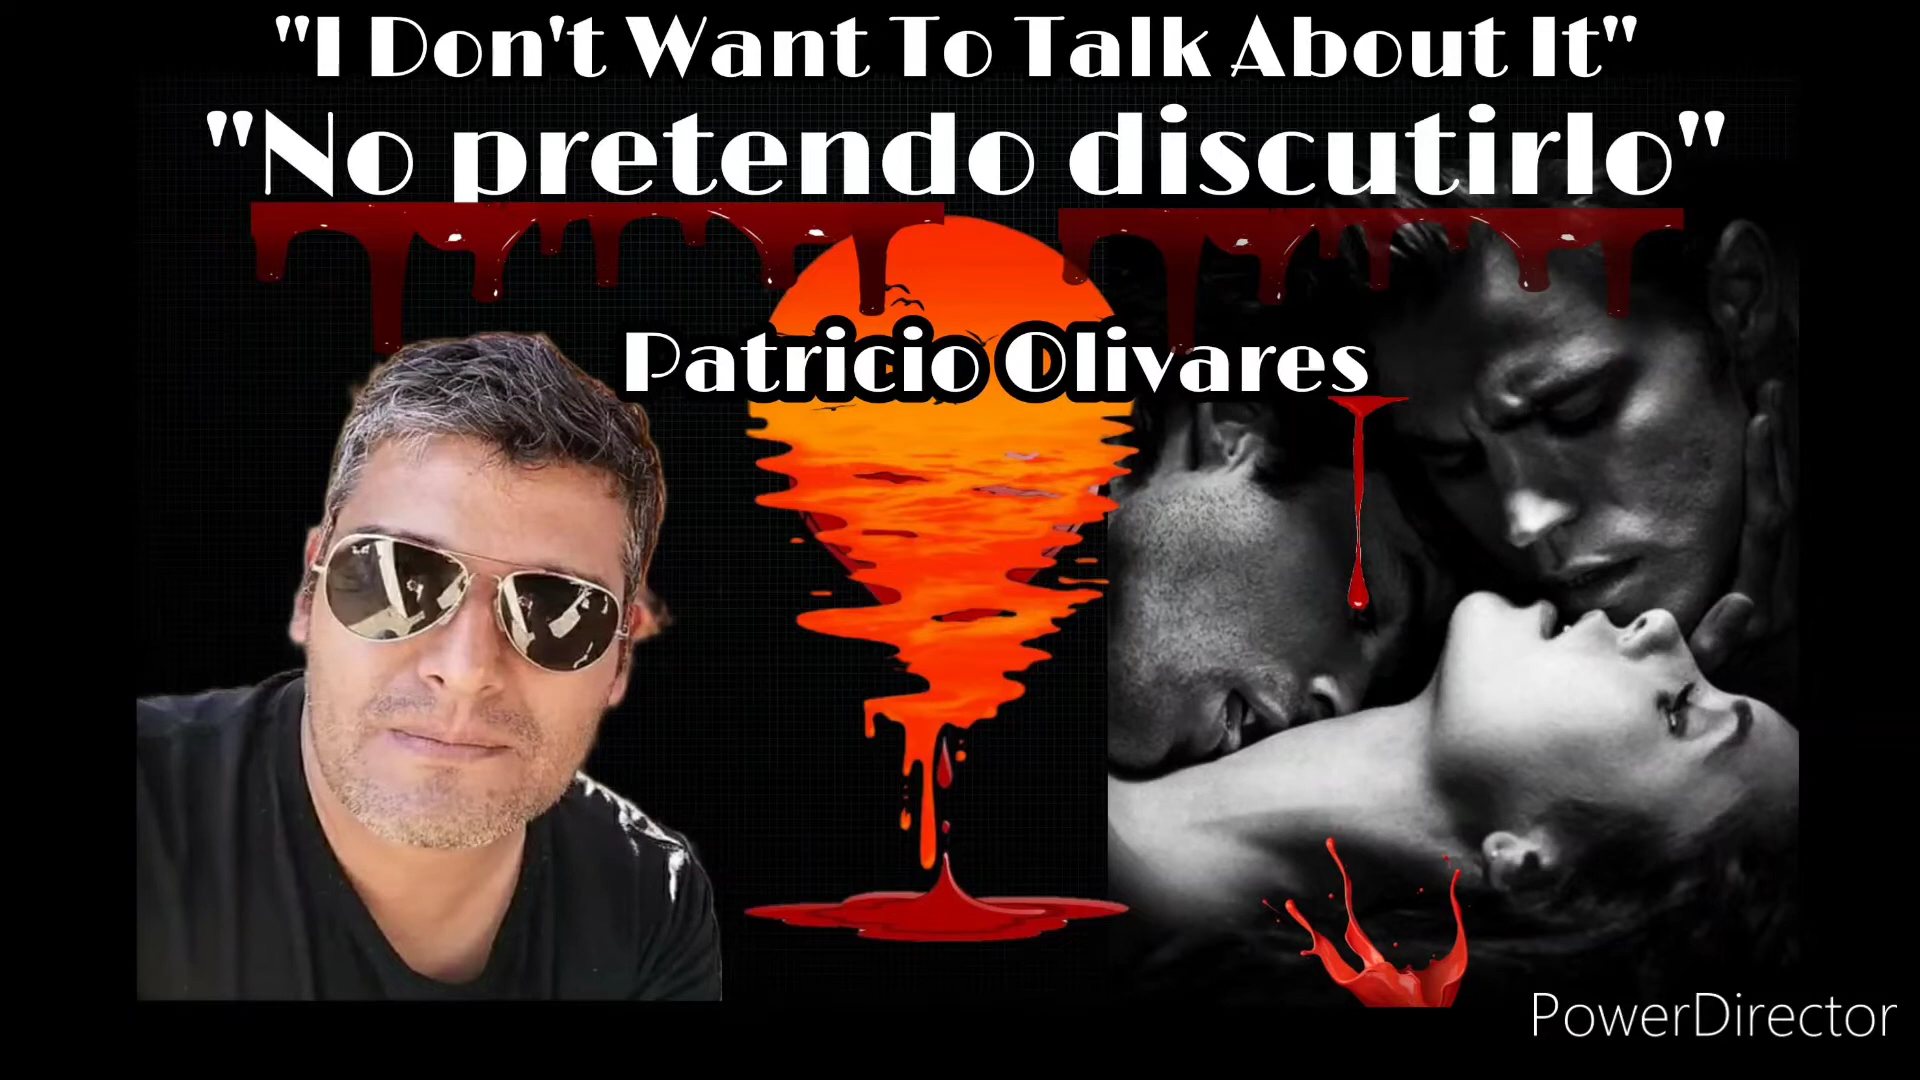 "I Don't Want To Talk About It"
"No pretendo discutirlo"
Patricio Olivares
PowerDirector